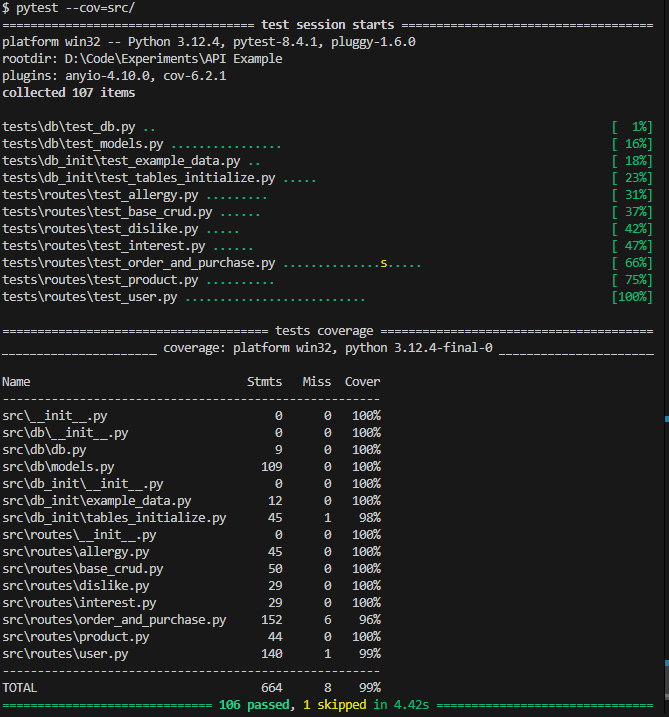 $ pytest --cov=src/
==================================== test session starts ====================================
platform win32 -- Python 3.12.4, pytest-8.4.1, pluggy-1.6.0
rootdir: D:\Code\Experiments\API Example
plugins: anyio-4.10.0, cov-6.2.1
collected 107 items
tests\db\test_db.py .. [  1%]
tests\db\test_models.py ................ [ 16%]
tests\db_init\test_example_data.py .. [ 18%]
tests\db_init\test_tables_initialize.py ..... [ 23%]
tests\routes\test_allergy.py ......... [ 31%]
tests\routes\test_base_crud.py ...... [ 37%]
tests\routes\test_dislike.py ..... [ 42%]
tests\routes\test_interest.py ...... [ 47%]
tests\routes\test_order_and_purchase.py ..............s..... [ 66%]
tests\routes\test_product.py .......... [ 75%]
tests\routes\test_user.py .......................... [100%]
====================================== tests coverage =======================================
______________________ coverage: platform win32, python 3.12.4-final-0 ______________________
Name Stmts Miss Cover
------------------------------------------------------
src\__init__.py 0 0 100%
src\db\__init__.py 0 0 100%
src\db\db.py 9 0 100%
src\db\models.py 109 0 100%
src\db_init\__init__.py 0 0 100%
src\db_init\example_data.py 12 0 100%
src\db_init\tables_initialize.py 45 1 98%
src\routes\__init__.py 0 0 100%
src\routes\allergy.py 45 0 100%
src\routes\base_crud.py 50 0 100%
src\routes\dislike.py 29 0 100%
src\routes\interest.py 29 0 100%
src\routes\order_and_purchase.py 152 6 96%
src\routes\product.py 44 0 100%
src\routes\user.py 140 1 99%
------------------------------------------------------
TOTAL 664 8 99%
============================== 106 passed, 1 skipped in 4.42s ===============================